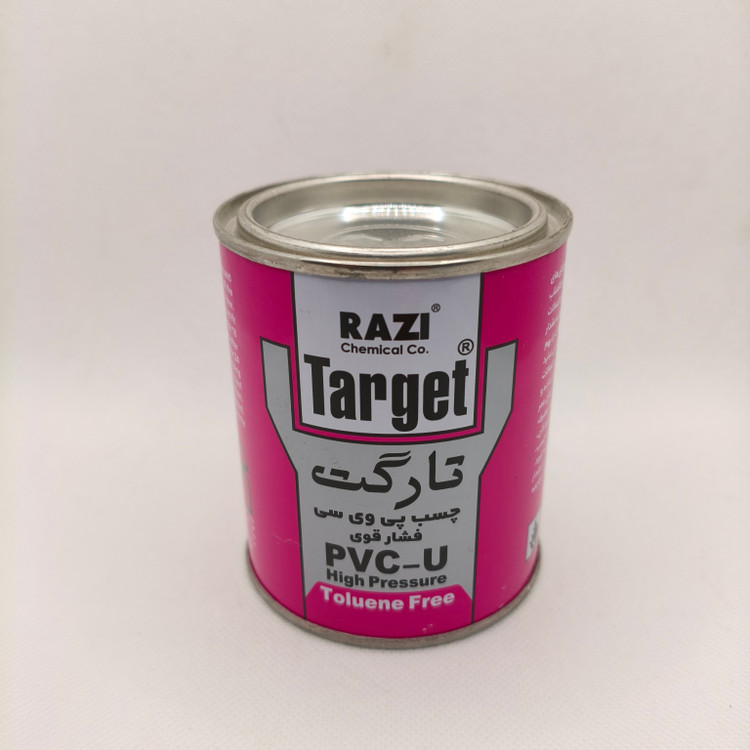 RAZI®
Chemical Co.
Target®
تارگت
چسب پی وی سی
فشار قوی
PVC-U
High Pressure
Toluene Free